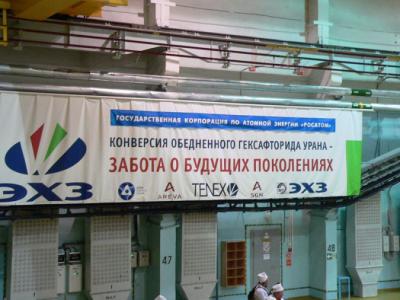 ГОСУДАРСТВЕННАЯ КОРПОРАЦИЯ ПО АТОМНОЙ ЭНЕРГИИ «РОСАТОМ»
КОНВЕРСИЯ ОБЕДНЕННОГО ГЕКСАФТОРИДА УРАНА -
ЗАБОТА О БУДУЩИХ ПОКОЛЕНИЯХ
ЭХЗ
AREVA TENEX SGN ЭХЗ
47
48